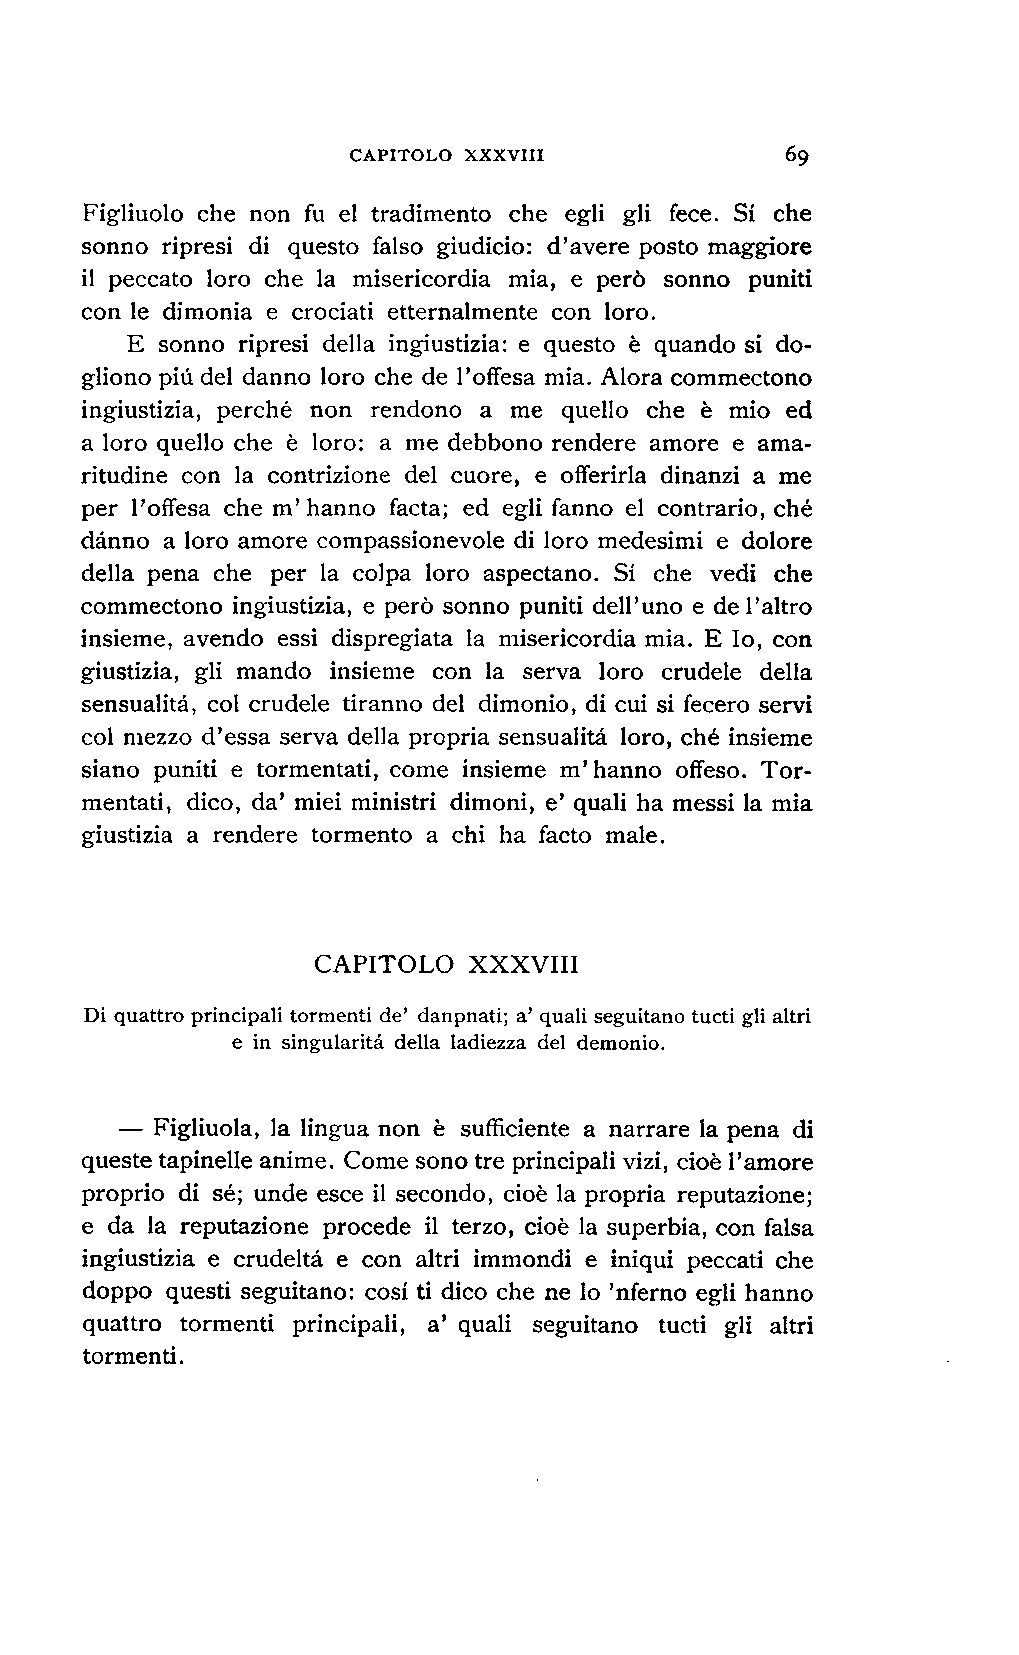 CAPITOLO XXXVIII 69
Figliuolo che non fu el tradimento che egli gli fece. Sí che
sonno ripresi di questo falso giudicio: d'avere posto maggiore
il peccato loro che la misericordia mia, e però sonno puniti
con le dimonia e crociati etternalmente con loro.
E sonno ripresi della ingiustizia: e questo è quando si do-
gliono piú del danno loro che de l'offesa mia. Alora commectono
ingiustizia, perché non rendono a me quello che è mio ed
a loro quello che è loro: a me debbono rendere amore e ama-
ritudine con la contrizione del cuore, e offerirla dinanzi a me
per l'offesa che m' hanno facta; ed egli fanno el contrario, ché
dánno a loro amore compassionevole di loro medesimi e dolore
della pena che per la colpa loro aspectano. Sí che vedi che
commectono ingiustizia, e però sonno puniti dell'uno e de l'altro
insieme, avendo essi dispregiata la misericordia mia. E Io, con
giustizia, gli mando insieme con la serva loro crudele della
sensualitá, col crudele tiranno del dimonio, di cui si fecero servi
col mezzo d'essa serva della propria sensualitá loro, ché insieme
siano puniti e tormentati, come insieme m' hanno offeso. Tor-
mentati, dico, da' miei ministri dimoni, e' quali ha messi la mia
giustizia a rendere tormento a chi ha facto male.
CAPITOLO XXXVIII
Di quattro principali tormenti de' danpnati; a' quali seguitano tucti gli altri
e in singularitá della ladiezza del demonio.
— Figliuola, la lingua non è sufficiente a narrare la pena di
queste tapinelle anime. Come sono tre principali vizi, cioè l'amore
proprio di sé; unde esce il secondo, cioè la propria reputazione;
e da la reputazione procede il terzo, cioè la superbia, con falsa
ingiustizia e crudeltá e con altri immondi e iniqui peccati che
doppo questi seguitano: cosí ti dico che ne lo 'nferno egli hanno
quattro tormenti principali, a' quali seguitano tucti gli altri
tormenti.